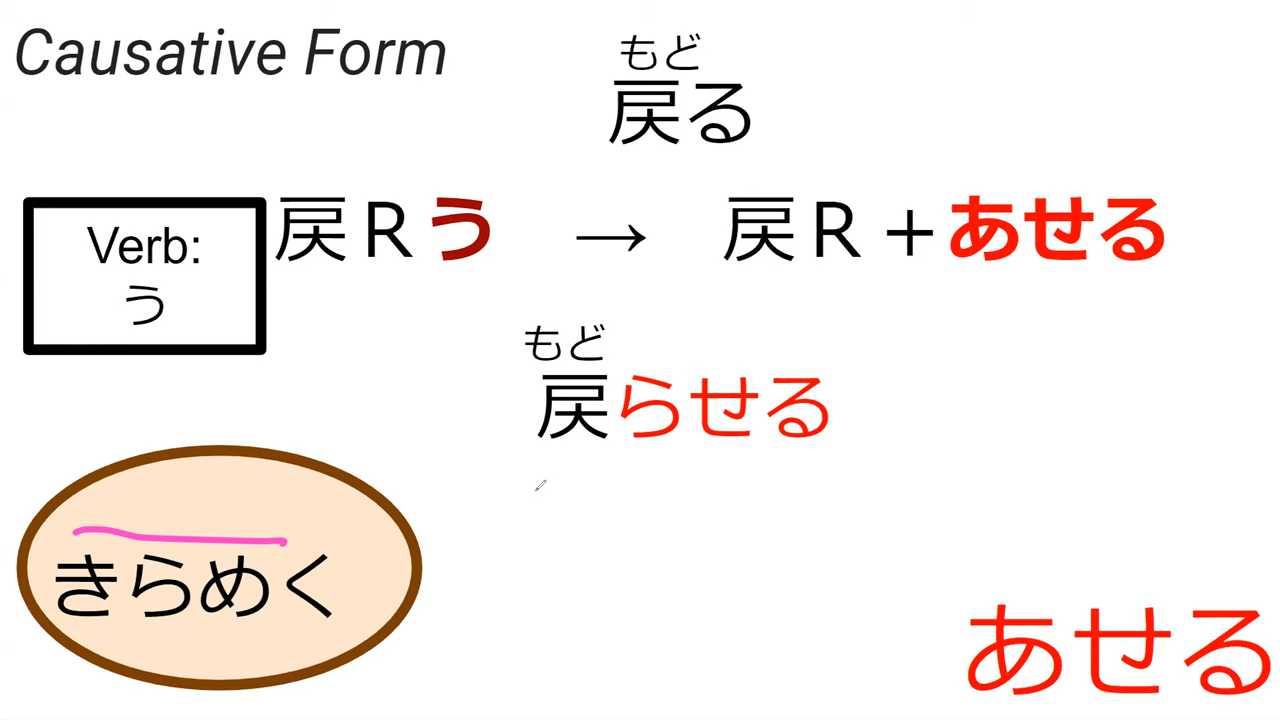 Causative Form
もど
戻る
Verb:
う
戻Rう → 戻R+あせる
もど
戻らせる
きらめく
あせる